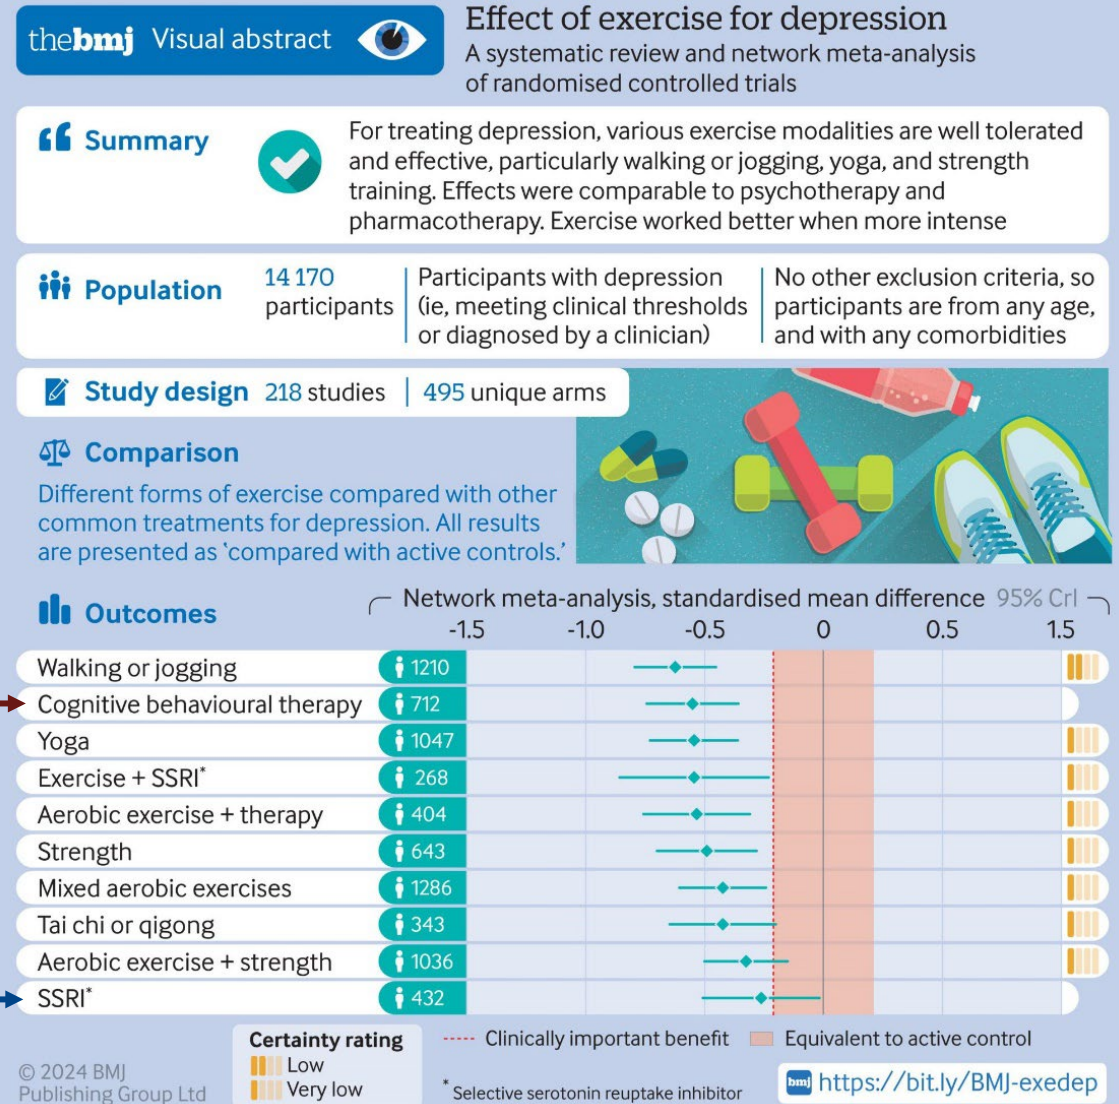 thebmj Visual abstract
Effect of exercise for depression
A systematic review and network meta-analysis
of randomised controlled trials
Summary
For treating depression, various exercise modalities are well tolerated
and effective, particularly walking or jogging, yoga, and strength
training. Effects were comparable to psychotherapy and
pharmacotherapy. Exercise worked better when more intense
Population
14 170
participants
Participants with depression
(ie, meeting clinical thresholds
or diagnosed by a clinician)
No other exclusion criteria, so
participants are from any age,
and with any comorbidities
Study design 218 studies 495 unique arms
Comparison
Different forms of exercise compared with other
common treatments for depression. All results
are presented as ‘compared with active controls.’
Outcomes
Network meta-analysis, standardised mean difference 95% CrI
-1.5 -1.0 -0.5 0 0.5 1.5
Walking or jogging 1210
Cognitive behavioural therapy 712
Yoga 1047
Exercise + SSRI* 268
Aerobic exercise + therapy 404
Strength 643
Mixed aerobic exercises 1286
Tai chi or qigong 343
Aerobic exercise + strength 1036
SSRI* 432
Certainty rating
Low
Very low
Clinically important benefit
Equivalent to active control
* Selective serotonin reuptake inhibitor
© 2024 BMJ
Publishing Group Ltd
bmj https://bit.ly/BMJ-exedep